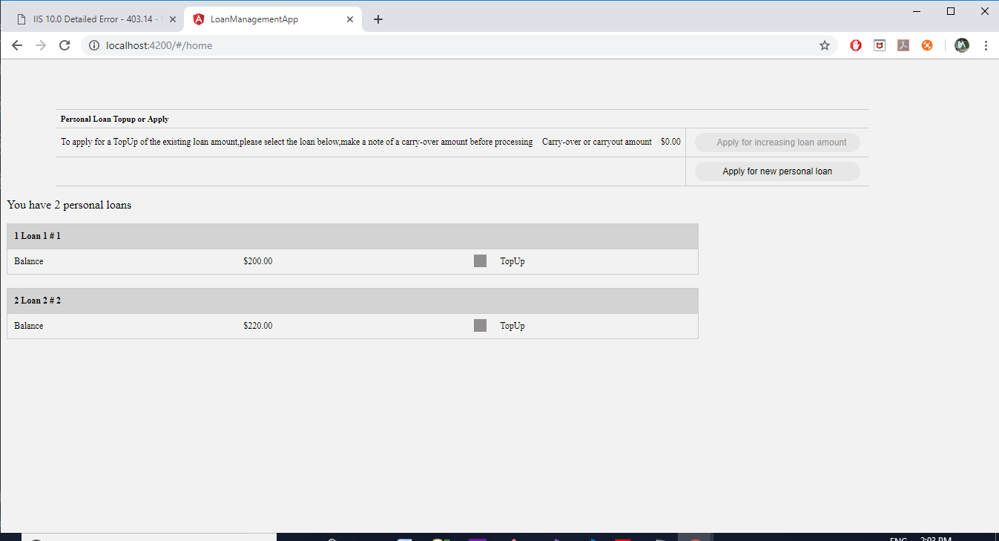 IIS 10.0 Detailed Error - 403.14 -
LoanManagementApp
localhost:4200/#/home
Personal Loan Topup or Apply
To apply for a TopUp of the existing loan amount,please select the loan below,make a note of a carry-over amount before processing Carry-over or carryout amount $0.00 Apply for increasing loan amount
Apply for new personal loan
You have 2 personal loans
1 Loan 1 # 1
Balance $200.00 TopUp
2 Loan 2 # 2
Balance $220.00 TopUp
ENG 2:03 PM